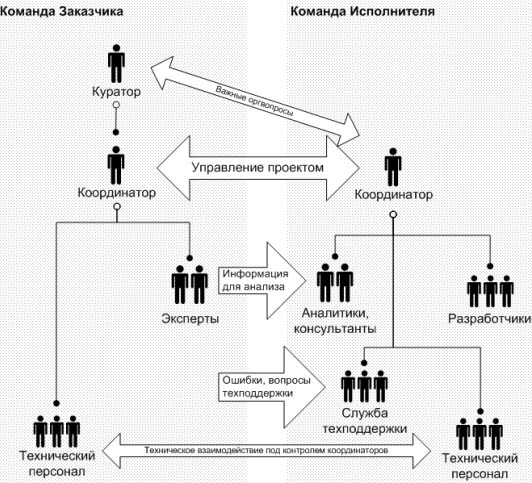 Команда Заказчика
Команда Исполнителя
Куратор
Важные оргвопросы
Координатор
Управление проектом
Координатор
Эксперты
Информация
для анализа
Аналитики,
консультанты
Разработчики
Ошибки, вопросы
техподдержки
Служба
техподдержки
Технический
персонал
Техническое взаимодействие под контролем координаторов
Технический
персонал